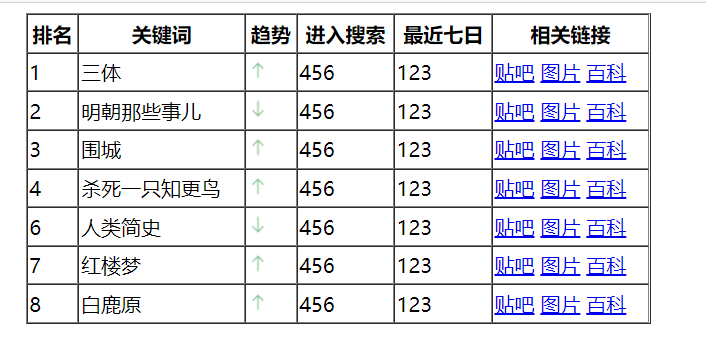 排名 关键词 趋势 进入搜索 最近七日 相关链接
1 三体 ↑ 456 123 贴吧 图片 百科
2 明朝那些事儿 ↓ 456 123 贴吧 图片 百科
3 围城 ↑ 456 123 贴吧 图片 百科
4 杀死一只知更鸟 ↑ 456 123 贴吧 图片 百科
6 人类简史 ↓ 456 123 贴吧 图片 百科
7 红楼梦 ↑ 456 123 贴吧 图片 百科
8 白鹿原 ↑ 456 123 贴吧 图片 百科